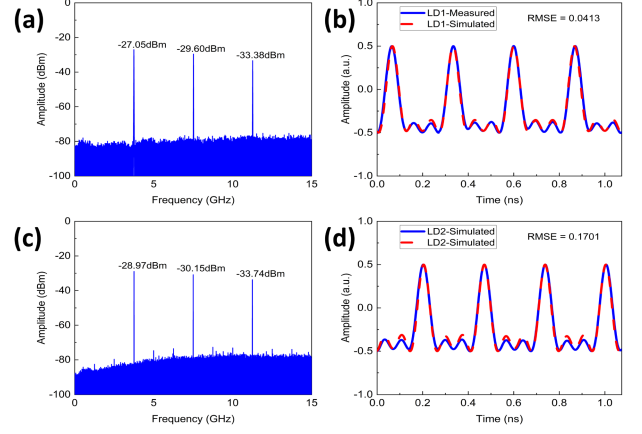 (a)
0
-20
-40
-60
-80
-100
-27.05dBm
-29.60dBm
-33.38dBm
Amplitude (dBm)
5
10
15
Frequency (GHz)
(b)
1.0
0.5
0.0
-0.5
-1.0
LD1-Measured
LD1-Simulated
RMSE = 0.0413
Amplitude (a.u.)
0.0
0.2
0.4
0.6
0.8
1.0
Time (ns)
(c)
0
-20
-40
-60
-80
-100
-28.97dBm
-30.15dBm
-33.74dBm
Amplitude (dBm)
5
10
15
Frequency (GHz)
(d)
1.0
0.5
0.0
-0.5
-1.0
LD2-Simulated
LD2-Simulated
RMSE = 0.1701
Amplitude (a.u.)
0.0
0.2
0.4
0.6
0.8
1.0
Time (ns)